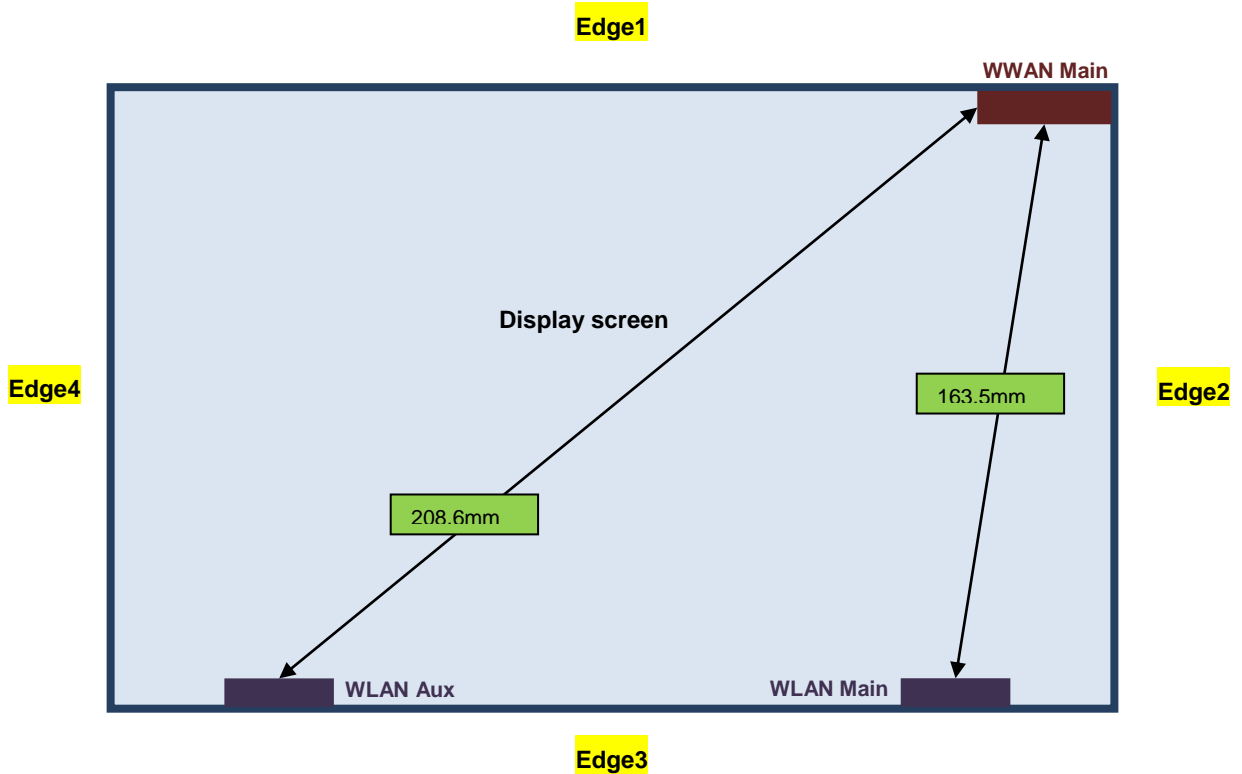 Edge1
WWAN Main
Display screen
Edge4
163.5mm
Edge2
208.6mm
WLAN Aux
WLAN Main
Edge3